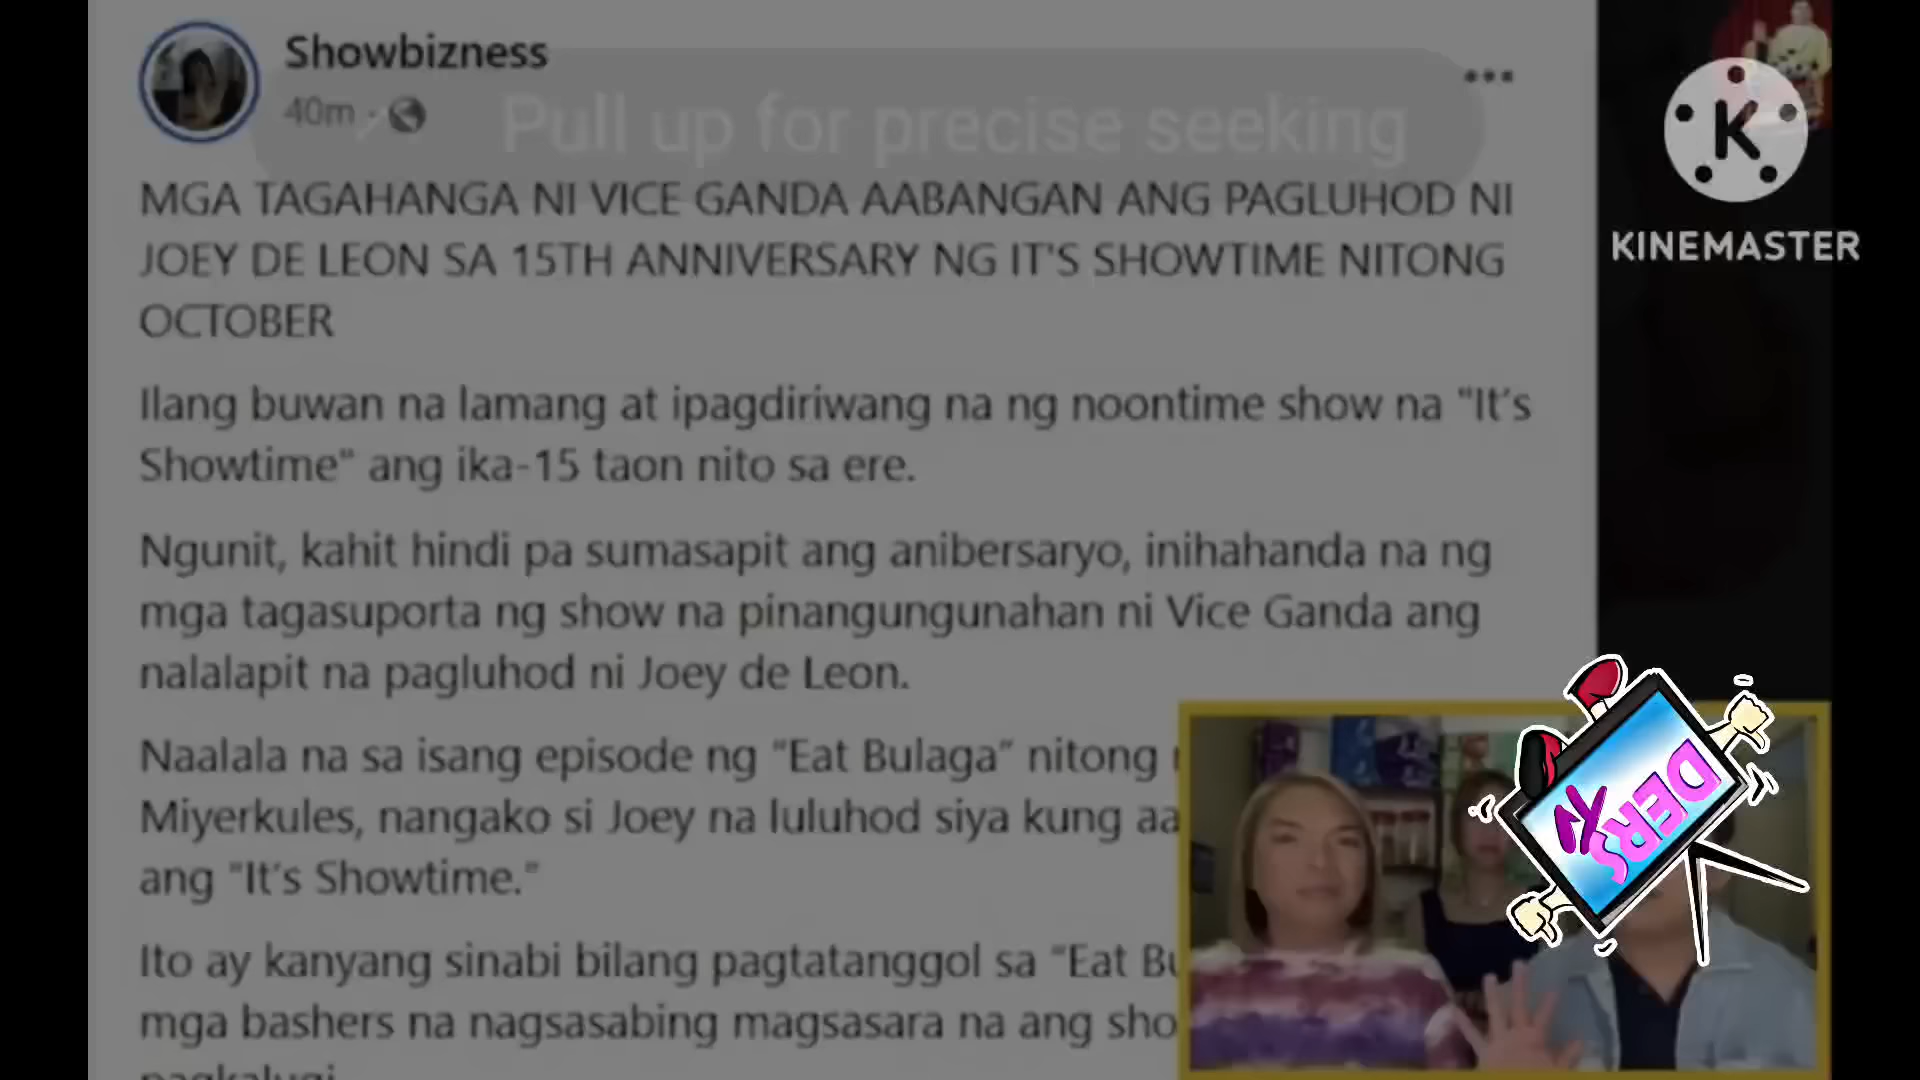 Showbizness
40m
Pull up for precise seeking
MGA TAGAHANGA NI VICE GANDA AABANGAN ANG PAGLUHOD NI
JOEY DE LEON SA 15TH ANNIVERSARY NG IT'S SHOWTIME NITONG
OCTOBER
Ilang buwan na lamang at ipagdiriwang na ng noontime show na "It's
Showtime" ang ika-15 taon nito sa ere.
Ngunit, kahit hindi pa sumasapit ang anibersaryo, inihahanda na ng
mga tagasuporta ng show na pinangungunahan ni Vice Ganda ang
nalalapit na pagluhod ni Joey de Leon.
Naalala na sa isang episode ng "Eat Bulaga" nitong
Miyerkules, nangako si Joey na luluhod siya kung
ang "It's Showtime."
Ito ay kanyang sinabi bilang pagtatanggol sa "Eat
mga bashers na nagsasabing magsasara na ang
K
KINEMASTER
DERS